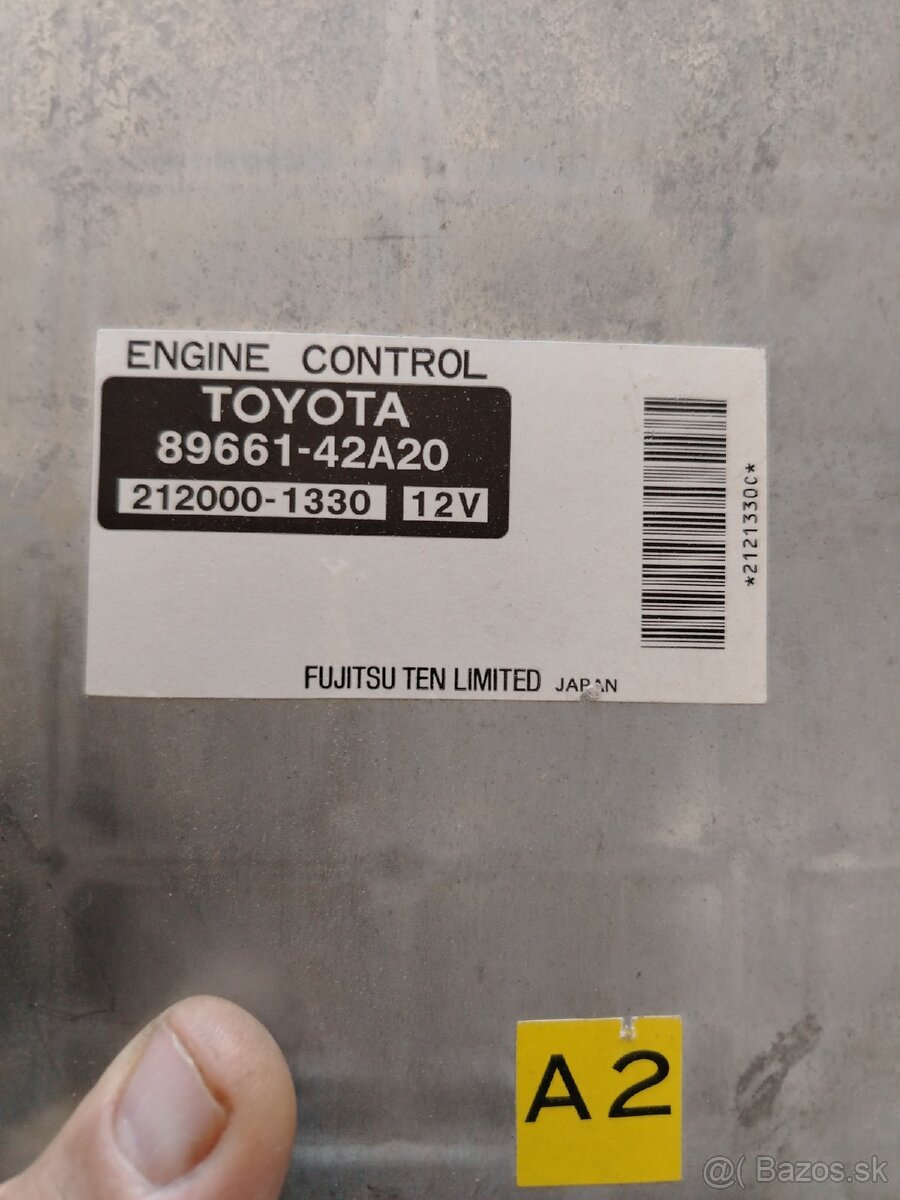 ENGINE CONTROL
TOYOTA
89661-42A20
212000-1330 12V
*2121330C*
FUJITSU TEN LIMITED JAPAN
A2
@( Bazos.sk